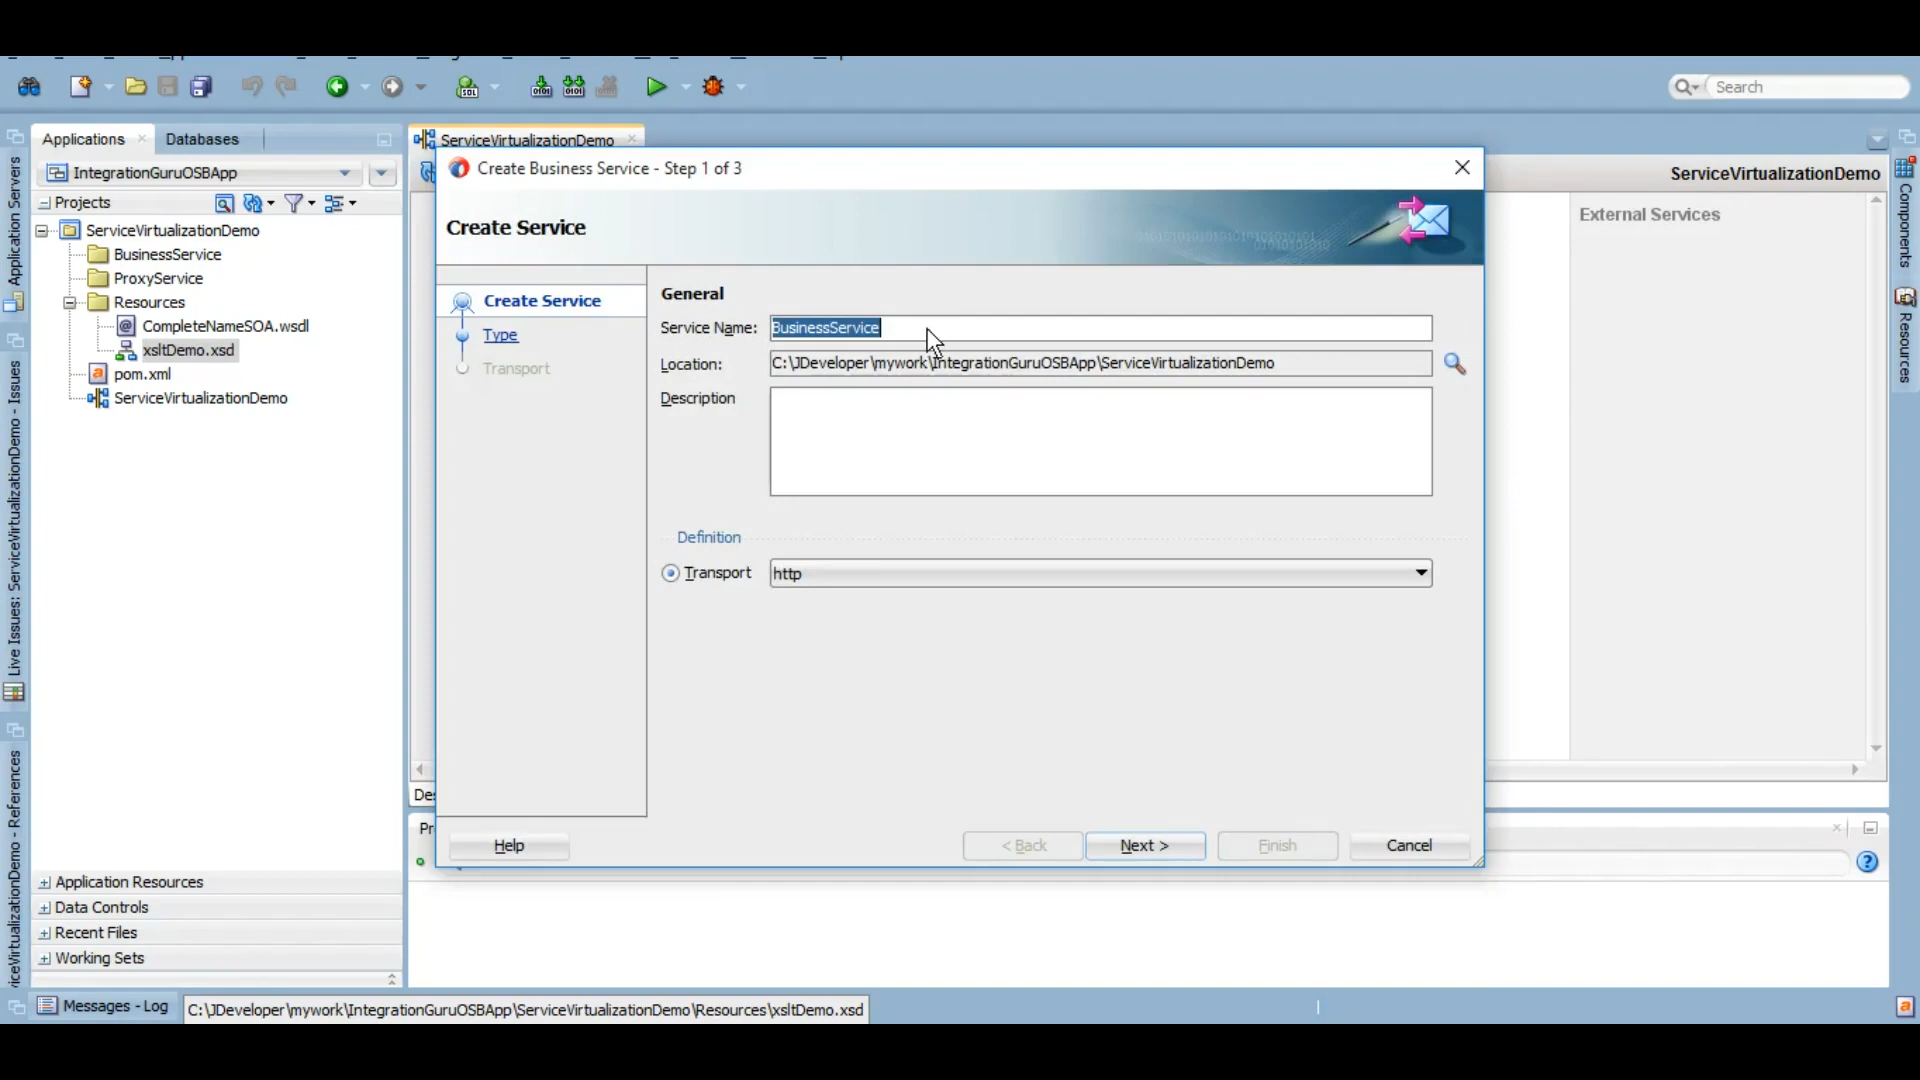 Search
Applications
Databases
IntegrationGuruOSBApp
Projects
ServiceVirtualizationDemo
BusinessService
ProxyService
Resources
CompleteNameSOA.wsdl
xsltDemo.xsd
pom.xml
ServiceVirtualizationDemo
Application Resources
Data Controls
Recent Files
Working Sets
Application Servers
Live Issues: ServiceVirtualizationDemo - Issues
iceVirtualizationDemo - References
ServiceVirtualizationDemo
ServiceVirtualizationDemo
External Services
Components
Resources
Create Business Service - Step 1 of 3
Create Service
Create Service
Type
Transport
General
Service Name: BusinessService
Location: C:\JDeveloper\mywork\IntegrationGuruOSBApp\ServiceVirtualizationDemo
Description
Definition
Transport http
Help
< Back
Next >
Finish
Cancel
Des
Pr
Messages - Log
C:\JDeveloper\mywork\IntegrationGuruOSBApp\ServiceVirtualizationDemo\Resources\xsltDemo.xsd